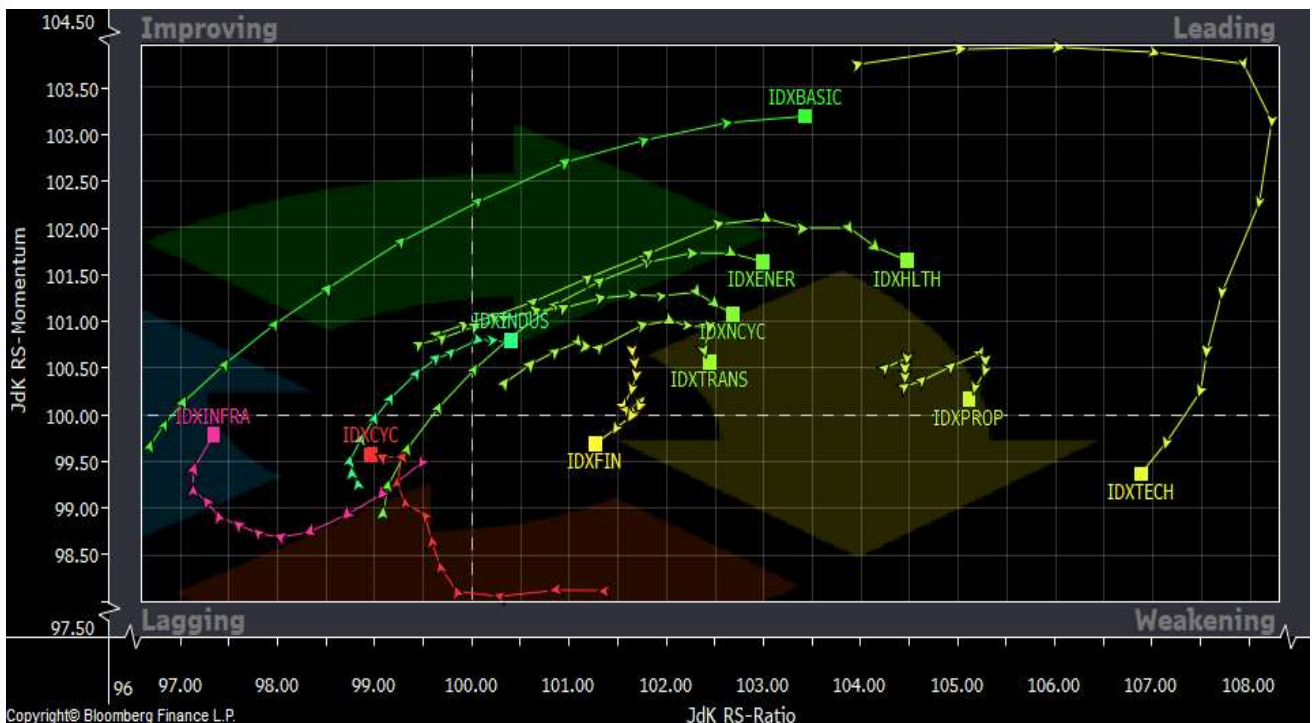 104.50
Improving
Leading
103.50
103.00
102.50
102.00
101.50
101.00
100.50
100.00
99.50
99.00
98.50
97.50
JdK RS-Momentum
IDXBASIC
IDXENER
IDXHLTH
IDXINDUS
IDXNCYC
IDXTRANS
IDXINFRA
IDXCYC
IDXPROP
IDXFIN
IDXTECH
Lagging
Weakening
96 97.00 98.00 99.00 100.00 101.00 102.00 103.00 104.00 105.00 106.00 107.00 108.00
Copyright© Bloomberg Finance L.P.
JdK RS-Ratio